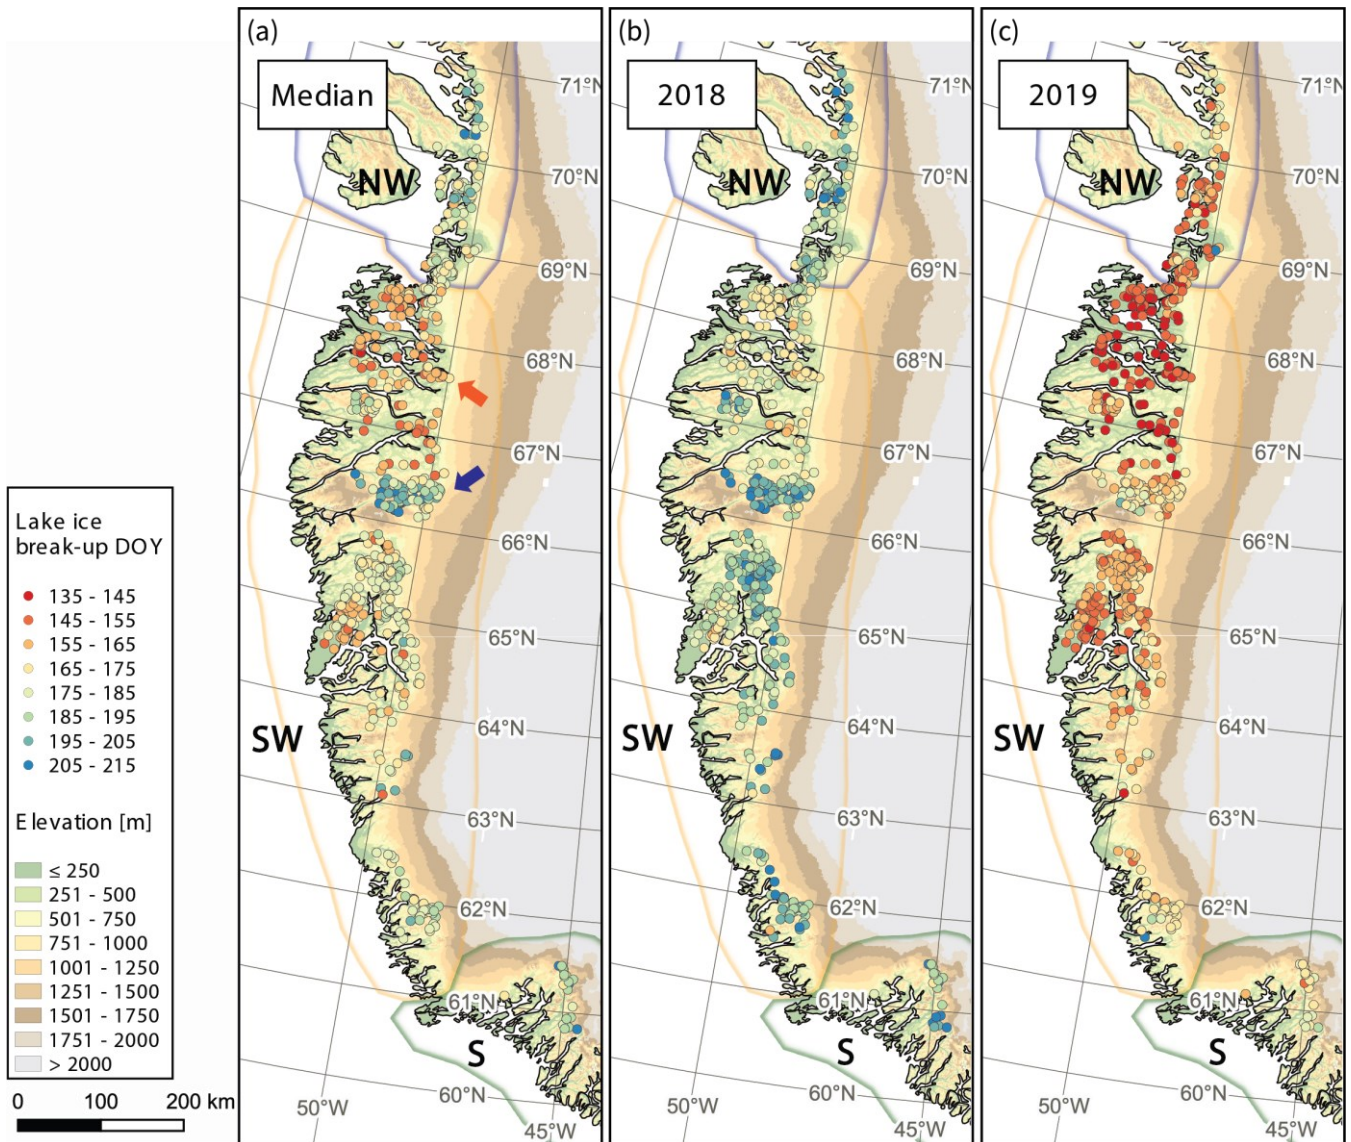 (a)
Median
NW
SW
S
71°N
70°N
69°N
68°N
67°N
66°N
65°N
64°N
63°N
62°N
61°N
60°N
50°W
45°W
(b)
2018
NW
SW
S
71°N
70°N
69°N
68°N
67°N
66°N
65°N
64°N
63°N
62°N
61°N
60°N
50°W
45°W
(c)
2019
NW
SW
S
71°N
70°N
69°N
68°N
67°N
66°N
65°N
64°N
63°N
62°N
61°N
60°N
50°W
45°W
Lake ice
break-up DOY
135 - 145
145 - 155
155 - 165
165 - 175
175 - 185
185 - 195
195 - 205
205 - 215
Elevation [m]
≤ 250
251 - 500
501 - 750
751 - 1000
1001 - 1250
1251 - 1500
1501 - 1750
1751 - 2000
> 2000
0 100 200 km